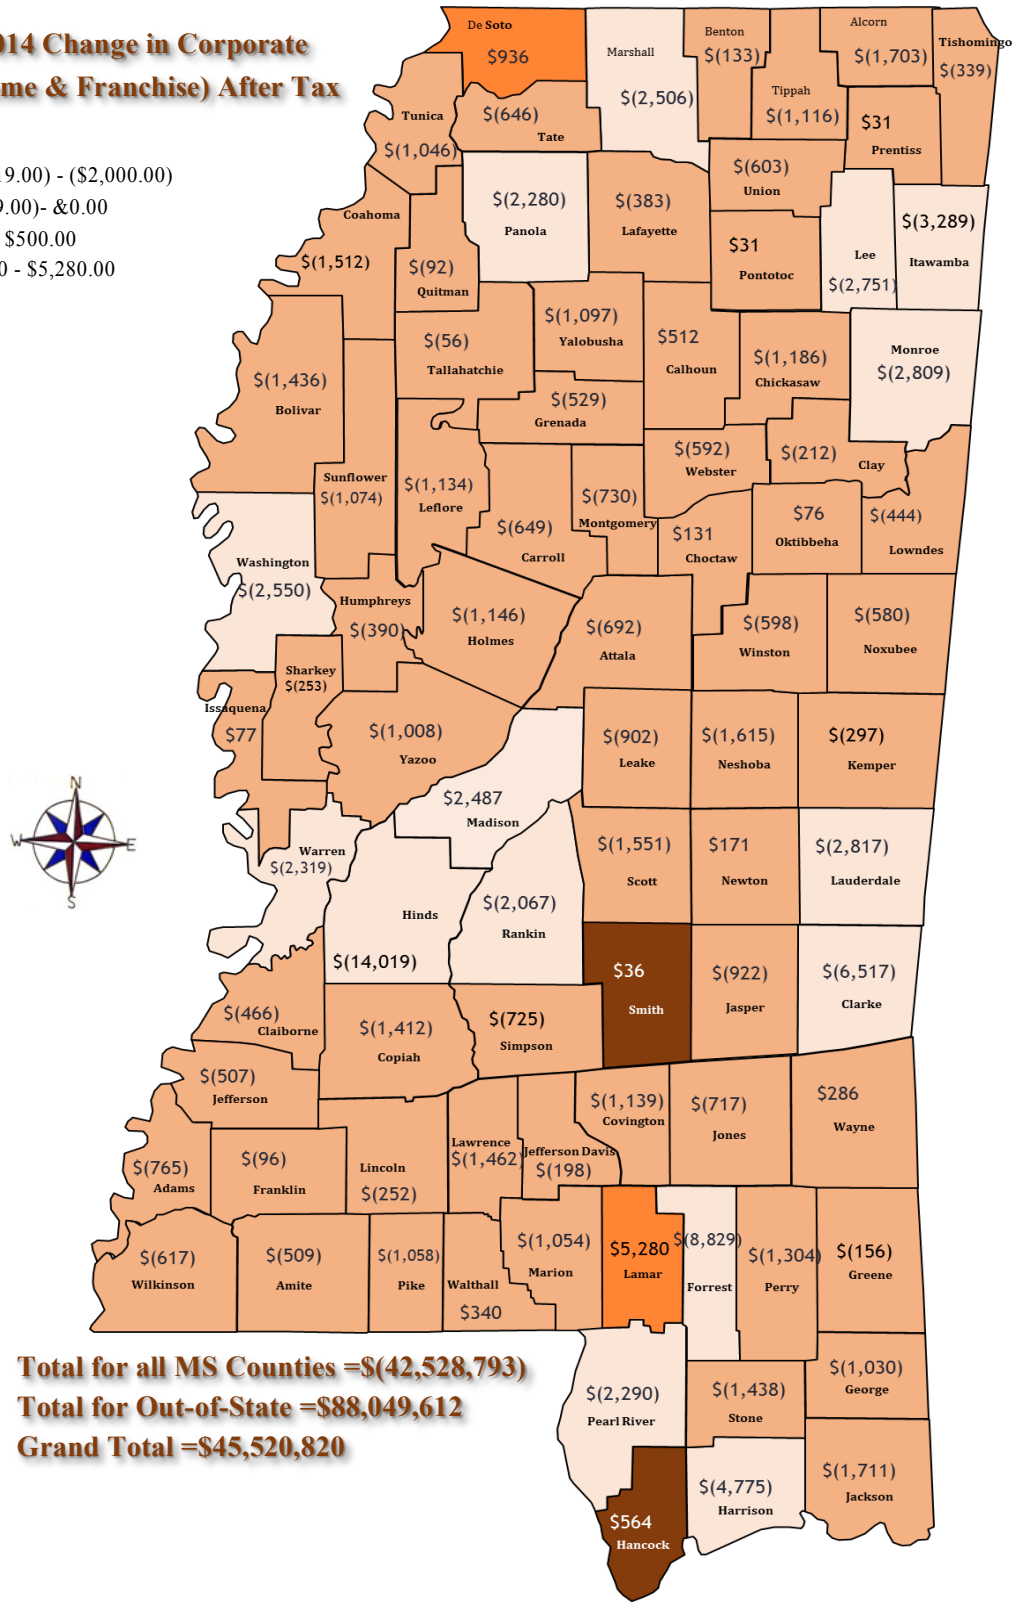 014 Change in Corporate
me & Franchise) After Tax
19.00) - ($2,000.00)
9.00)- &0.00
$500.00
0 - $5,280.00
De Soto
$936
Marshall
$(2,506)
Benton
$(133)
Alcorn
$(1,703)
Tishomingo
$(339)
Tippah
$(1,116)
Tunica
$(1,046)
$(646)
Tate
$31
Prentiss
$(603)
Union
$(2,280)
Panola
$(383)
Lafayette
Coahoma
$(1,512)
$(92)
Quitman
$31
Pontotoc
Lee
$(2,751)
$(3,289)
Itawamba
$(56)
Tallahatchie
$(1,097)
Yalobusha
$512
Calhoun
$(1,186)
Chickasaw
Monroe
$(2,809)
$(1,436)
Bolivar
$(529)
Grenada
$(592)
Webster
$(212)
Clay
Sunflower
$(1,074)
$(1,134)
Leflore
$(649)
Carroll
$(730)
Montgomery
$131
Choctaw
$76
Oktibbeha
$(444)
Lowndes
Washington
$(2,550)
Humphreys
$(390)
$(1,146)
Holmes
$(692)
Attala
$(598)
Winston
$(580)
Noxubee
Sharkey
$(253)
Issaquena
$77
$(1,008)
Yazoo
$(902)
Leake
$(1,615)
Neshoba
$(297)
Kemper
N
W
E
S
$2,487
Madison
Warren
$(2,319)
$(1,551)
Scott
$171
Newton
$(2,817)
Lauderdale
Hinds
$(14,019)
$(2,067)
Rankin
$36
Smith
$(922)
Jasper
$(6,517)
Clarke
$(466)
Claiborne
$(1,412)
Copiah
$(725)
Simpson
$(507)
Jefferson
$(1,139)
Covington
$(717)
Jones
$286
Wayne
$(765)
Adams
$(96)
Franklin
Lincoln
$(252)
Lawrence
$(1,462)
Jefferson Davis
$(198)
$(617)
Wilkinson
$(509)
Amite
$(1,058)
Pike
Walthall
$340
$(1,054)
Marion
$5,280
Lamar
$(8,829)
Forrest
$(1,304)
Perry
$(156)
Greene
Total for all MS Counties =$(42,528,793)
Total for Out-of-State =$88,049,612
Grand Total =$45,520,820
$(2,290)
Pearl River
$(1,438)
Stone
$(1,030)
George
$564
Hancock
$(4,775)
Harrison
$(1,711)
Jackson